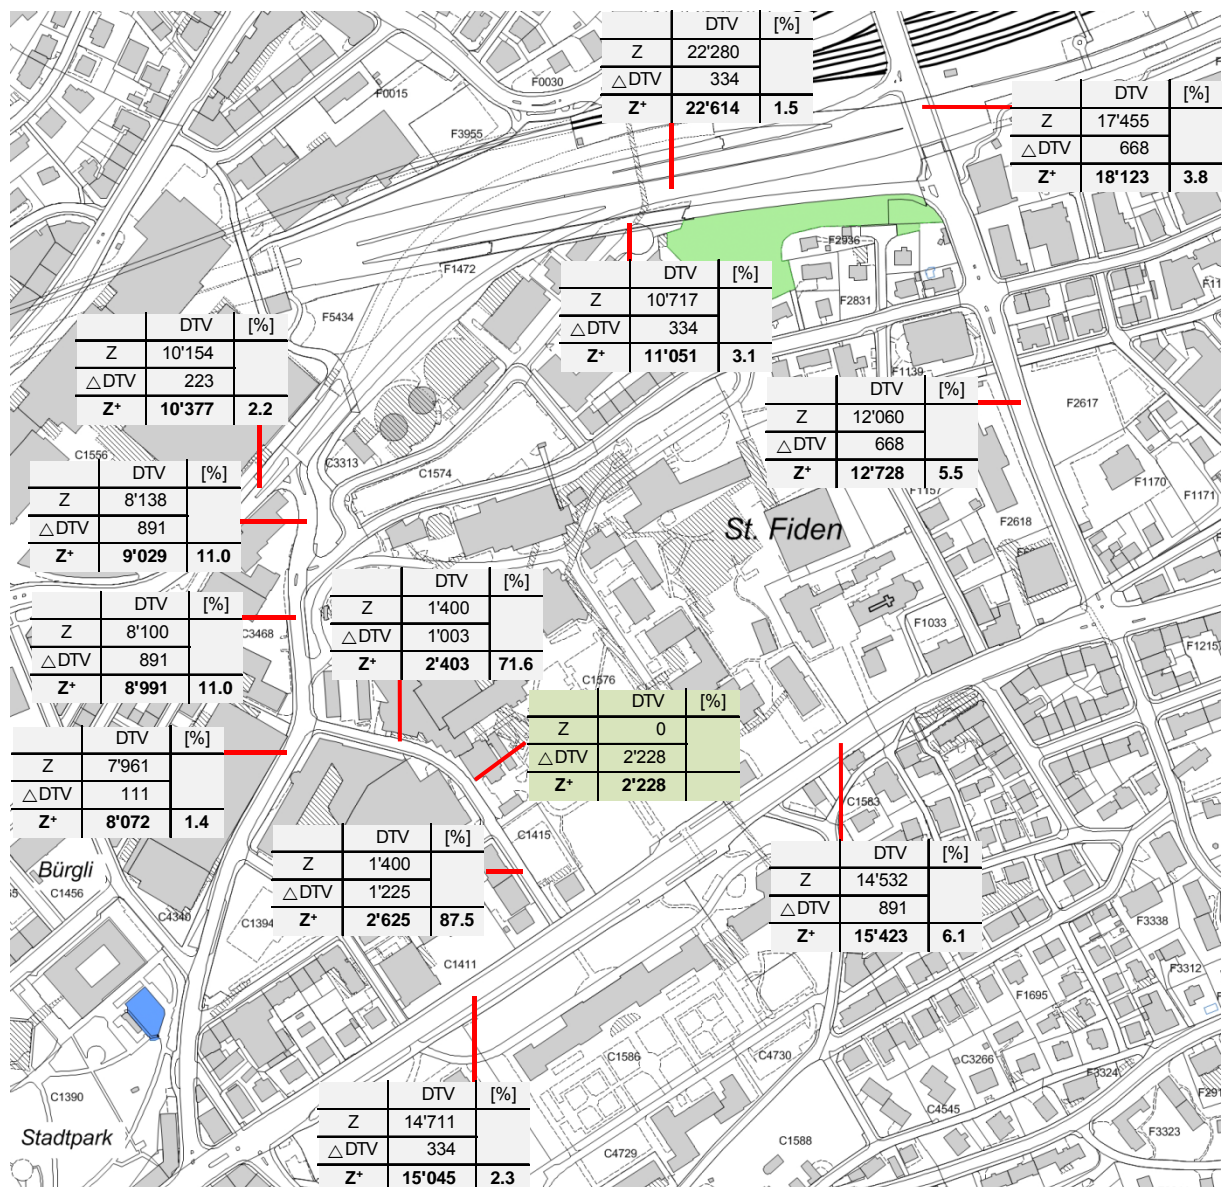 DTV [%]
Z 22'280
△DTV 334
Z⁺ 22'614 1.5
DTV [%]
Z 17'455
△DTV 668
Z⁺ 18'123 3.8
F0030
F0015
F3955
F1472
F5434
F2936
F2831
DTV [%]
Z 10'717
△DTV 334
Z⁺ 11'051 3.1
DTV [%]
Z 10'154
△DTV 223
Z⁺ 10'377 2.2
F1139
DTV [%]
Z 12'060
△DTV 668
Z⁺ 12'728 5.5
F2617
C1556
C3313
C1574
DTV [%]
Z 8'138
△DTV 891
Z⁺ 9'029 11.0
F1157
F1170
F1171
F2618
St. Fiden
DTV [%]
Z 1'400
△DTV 1'003
Z⁺ 2'403 71.6
DTV [%]
Z 8'100
△DTV 891
Z⁺ 8'991 11.0
C3468
F1033
F1215
C1576
DTV [%]
Z 0
△DTV 2'228
Z⁺ 2'228
DTV [%]
Z 7'961
△DTV 111
Z⁺ 8'072 1.4
C1583
C1415
DTV [%]
Z 1'400
△DTV 1'225
Z⁺ 2'625 87.5
DTV [%]
Z 14'532
△DTV 891
Z⁺ 15'423 6.1
Bürgli
C1456
C4340
C1394
C1411
F3338
F3312
F1695
C1586
C4730
C3266
F3324
C1390
C4545
F3323
Stadtpark
C1588
C4729
DTV [%]
Z 14'711
△DTV 334
Z⁺ 15'045 2.3